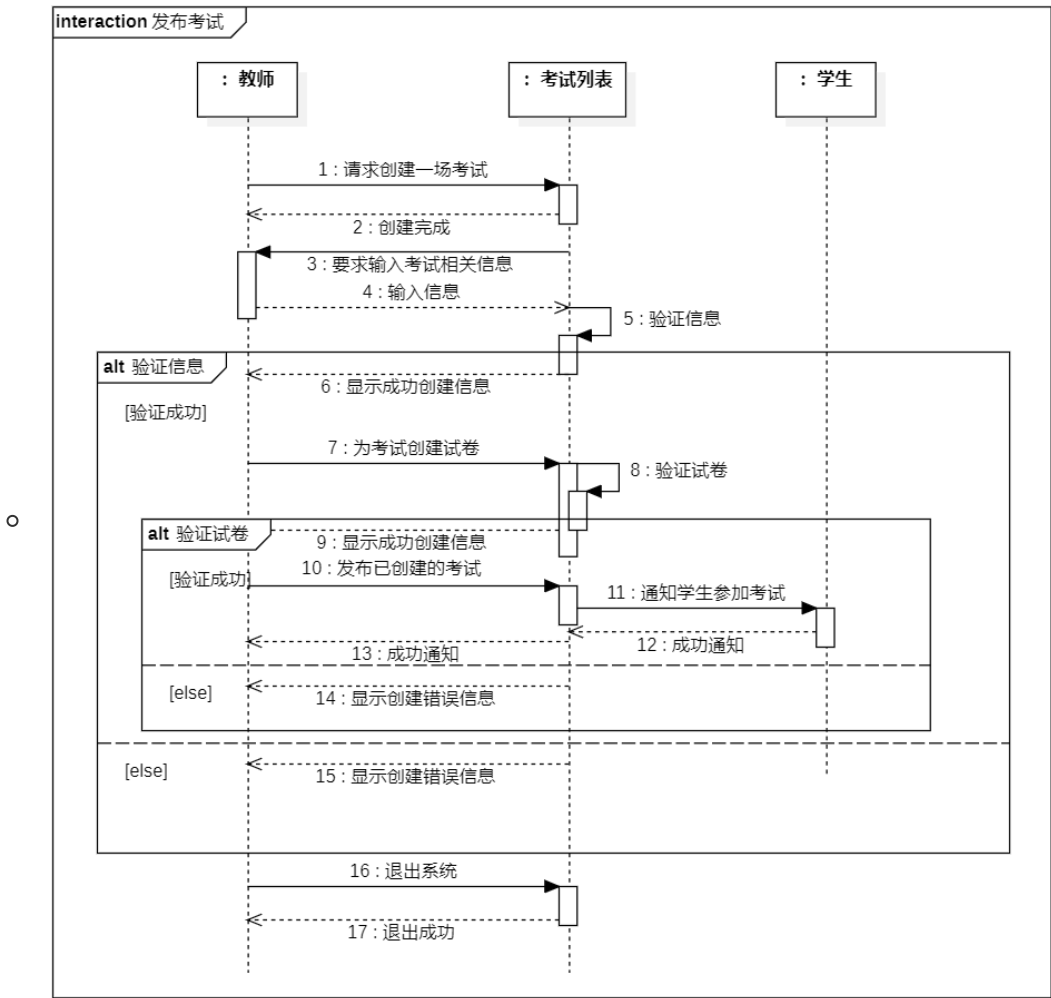 interaction 发布考试
: 教师
: 考试列表
: 学生
1 : 请求创建一场考试
2 : 创建完成
3 : 要求输入考试相关信息
4 : 输入信息
5 : 验证信息
alt 验证信息
6 : 显示成功创建信息
[验证成功]
7 : 为考试创建试卷
8 : 验证试卷
alt 验证试卷
9 : 显示成功创建信息
[验证成功]
10 : 发布已创建的考试
11 : 通知学生参加考试
12 : 成功通知
13 : 成功通知
[else]
14 : 显示创建错误信息
[else]
15 : 显示创建错误信息
16 : 退出系统
17 : 退出成功